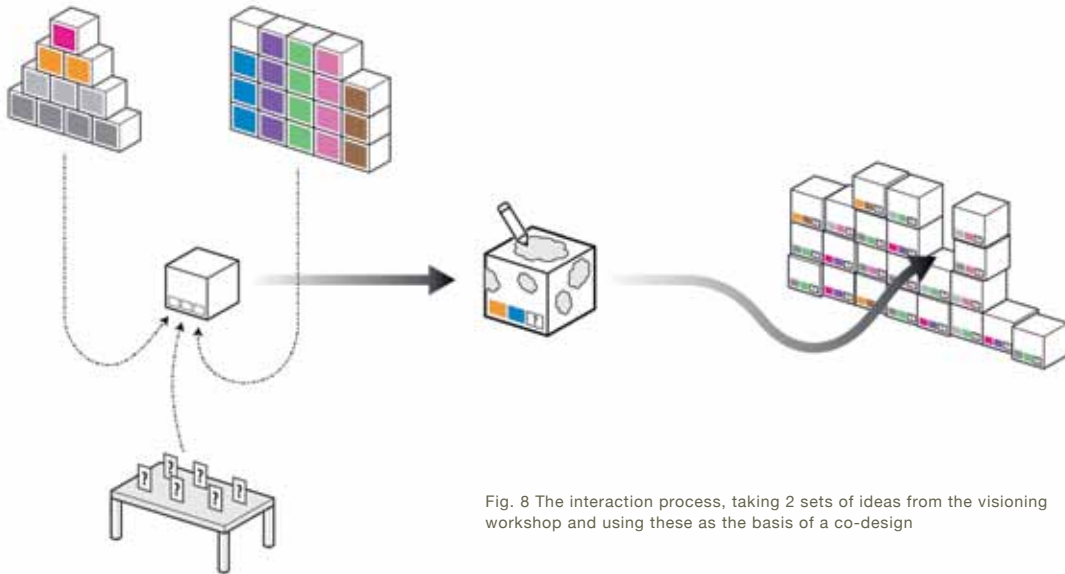 ? ? ? ? ? ?
?
Fig. 8 The interaction process, taking 2 sets of ideas from the visioning
workshop and using these as the basis of a co-design